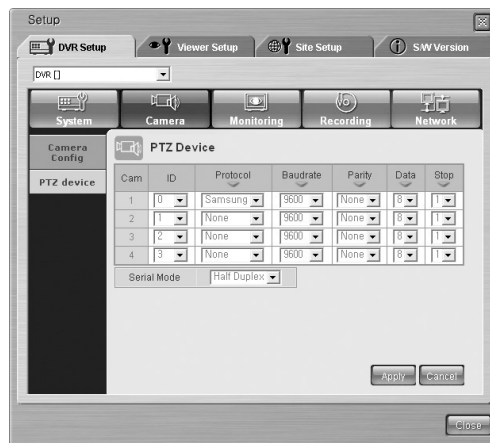 Setup
DVR Setup Viewer Setup Site Setup S/W Version
DVR []
System Camera Monitoring Recording Network
Camera Config
PTZ device
PTZ Device
Cam ID Protocol Baudrate Parity Data Stop
1 0 Samsung 9600 None 8 1
2 1 None 9600 None 8 1
3 2 None 9600 None 8 1
4 3 None 9600 None 8 1
Serial Mode Half Duplex
Apply Cancel
Close